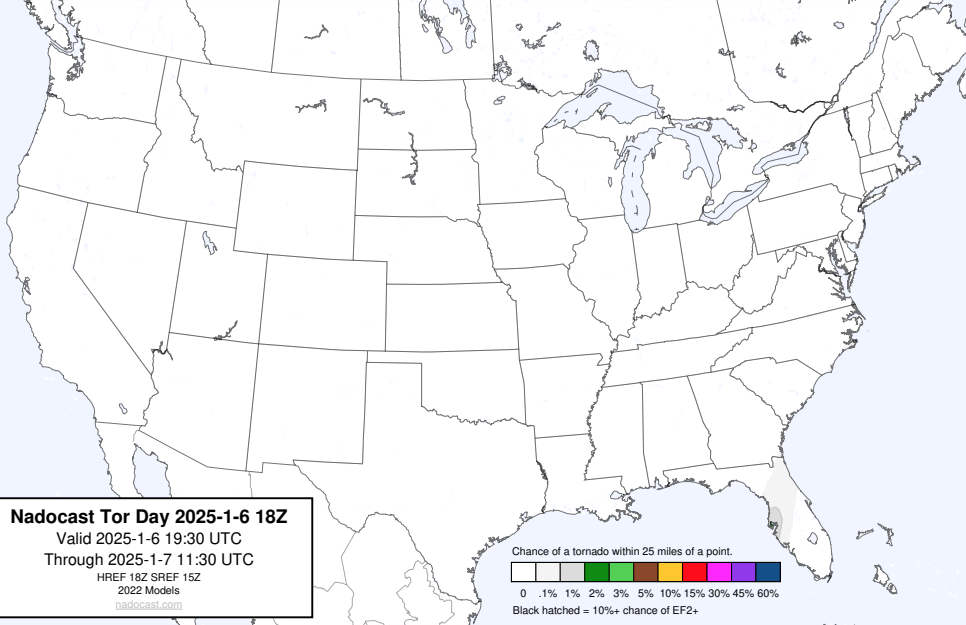 Nadocast Tor Day 2025-1-6 18Z
Valid 2025-1-6 19:30 UTC
Through 2025-1-7 11:30 UTC
HREF 18Z SREF 15Z
2022 Models
nadocast.com
Chance of a tornado within 25 miles of a point.
0 .1% 1% 2% 3% 5% 10% 15% 30% 45% 60%
Black hatched = 10%+ chance of EF2+